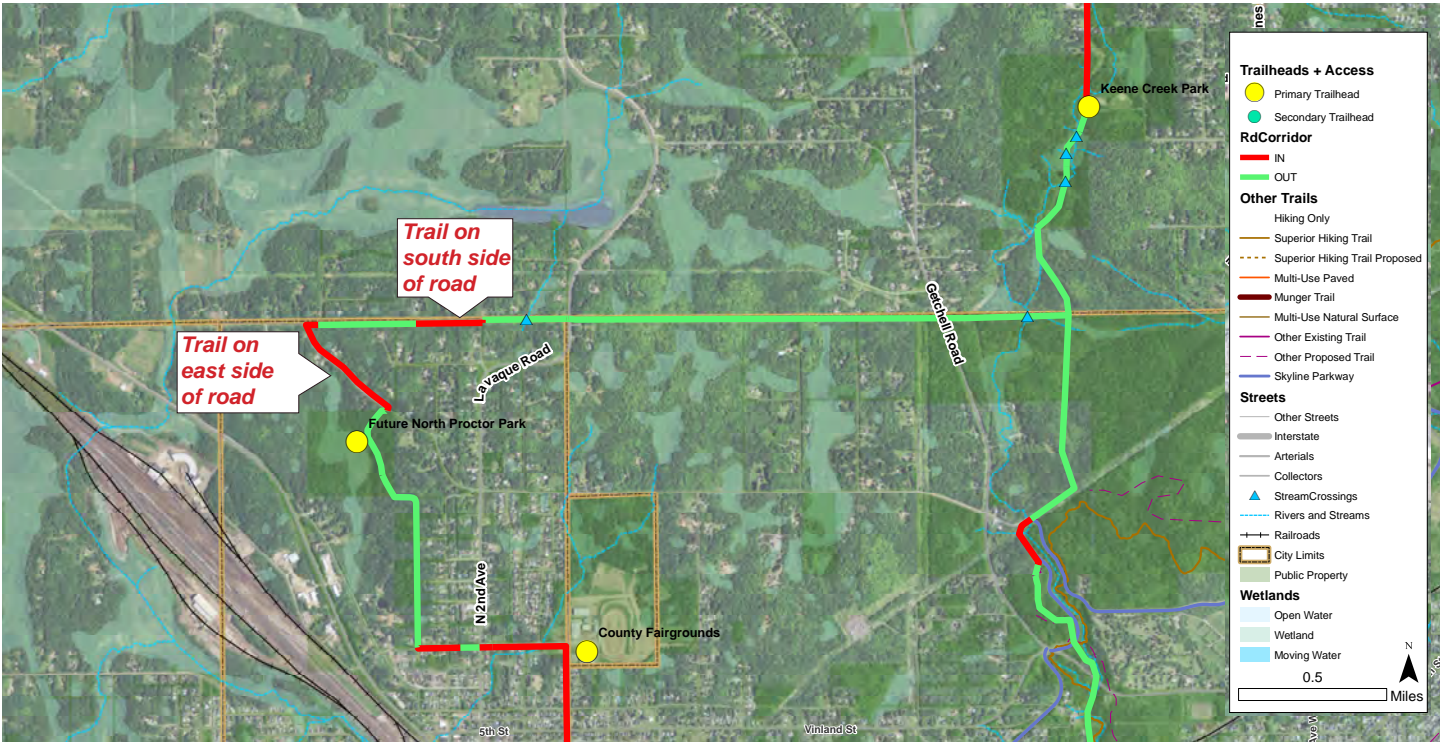 Keene Creek Park
Trail on
south side
of road
Trail on
east side
of road
Getchell Road
Lavaque Road
Future North Proctor Park
N 2nd Ave
County Fairgrounds
5th St
Vinland St
nes
Ave W
Trailheads + Access
Primary Trailhead
Secondary Trailhead
RdCorridor
IN
OUT
Other Trails
Hiking Only
Superior Hiking Trail
Superior Hiking Trail Proposed
Multi-Use Paved
Munger Trail
Multi-Use Natural Surface
Other Existing Trail
Other Proposed Trail
Skyline Parkway
Streets
Other Streets
Interstate
Arterials
Collectors
StreamCrossings
Rivers and Streams
Railroads
City Limits
Public Property
Wetlands
Open Water
Wetland
Moving Water
N
0.5
Miles